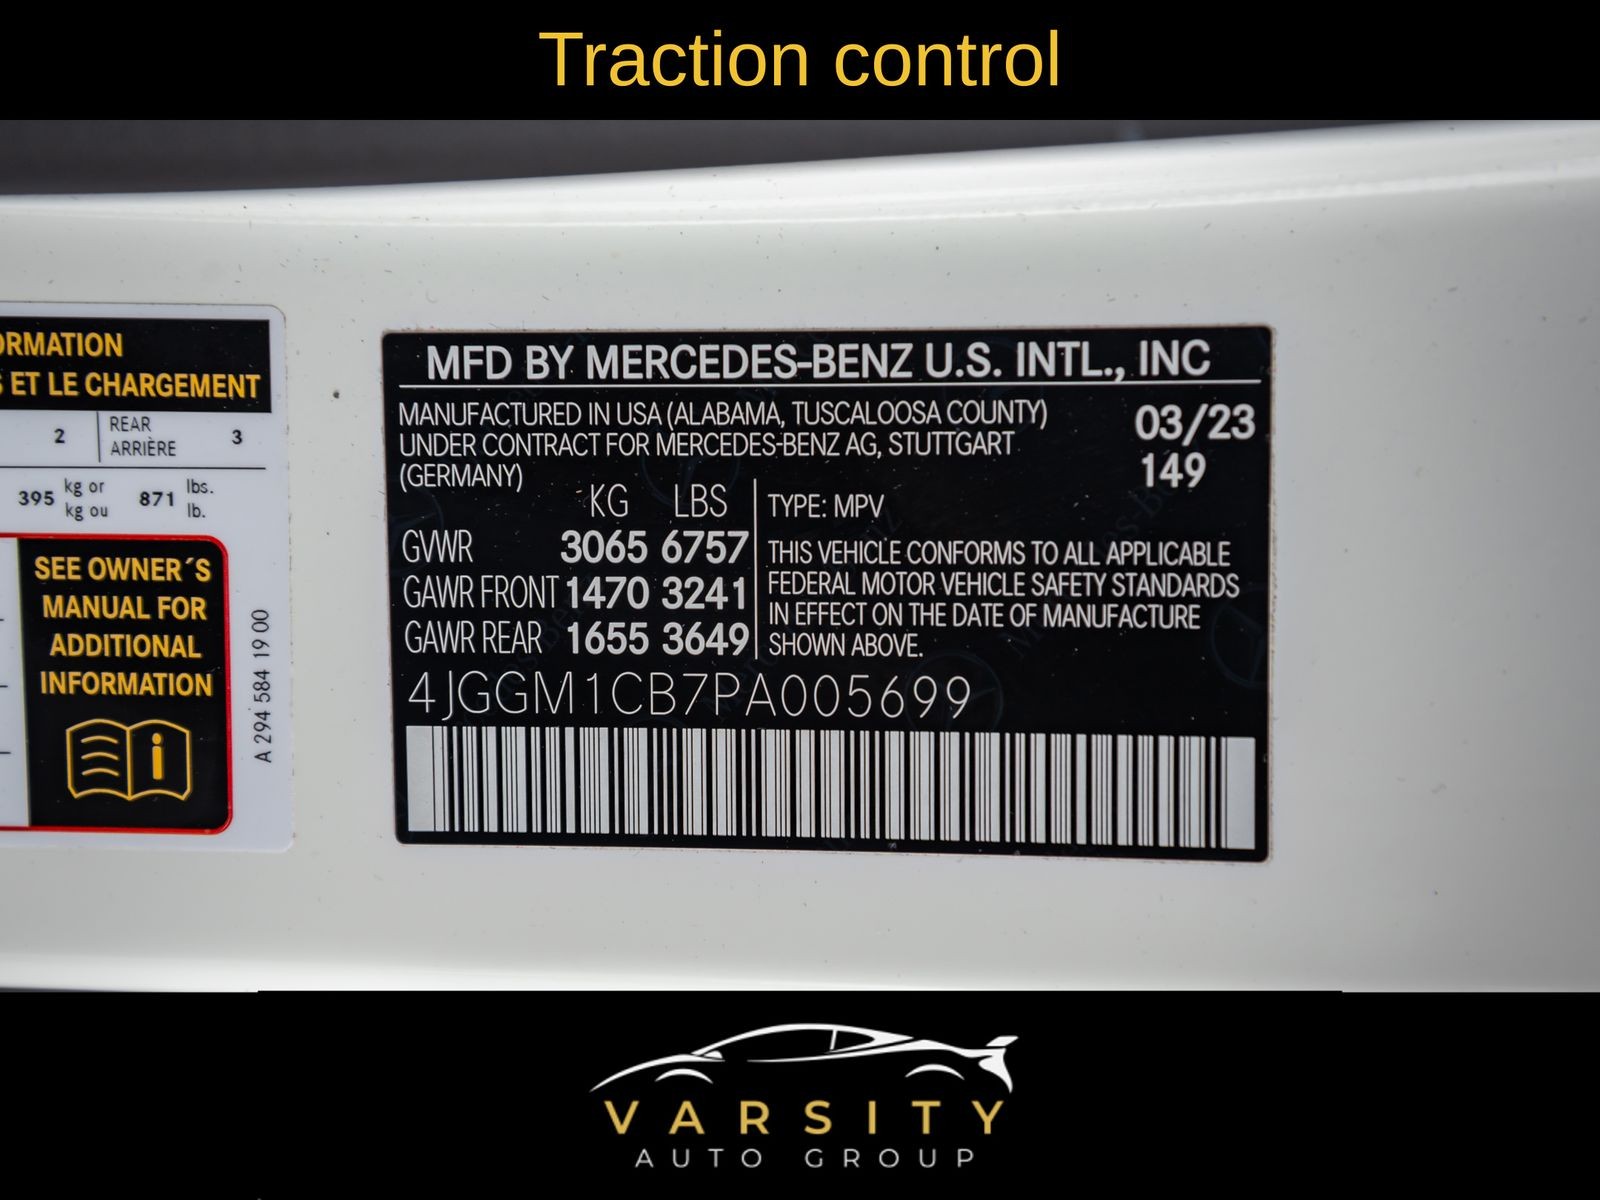 Traction control
ORMATION
S ET LE CHARGEMENT
2 REAR ARRIÈRE 3
395 kg or kg ou 871 lbs. lb.
SEE OWNER´S
MANUAL FOR
ADDITIONAL
INFORMATION
A 294 584 19 00
MFD BY MERCEDES-BENZ U.S. INTL., INC
MANUFACTURED IN USA (ALABAMA, TUSCALOOSA COUNTY)
UNDER CONTRACT FOR MERCEDES-BENZ AG, STUTTGART
(GERMANY)
03/23
149
KG LBS
GVWR 3065 6757
GAWR FRONT 1470 3241
GAWR REAR 1655 3649
TYPE: MPV
THIS VEHICLE CONFORMS TO ALL APPLICABLE
FEDERAL MOTOR VEHICLE SAFETY STANDARDS
IN EFFECT ON THE DATE OF MANUFACTURE
SHOWN ABOVE.
4JGGM1CB7PA005699
VARSITY
AUTO GROUP